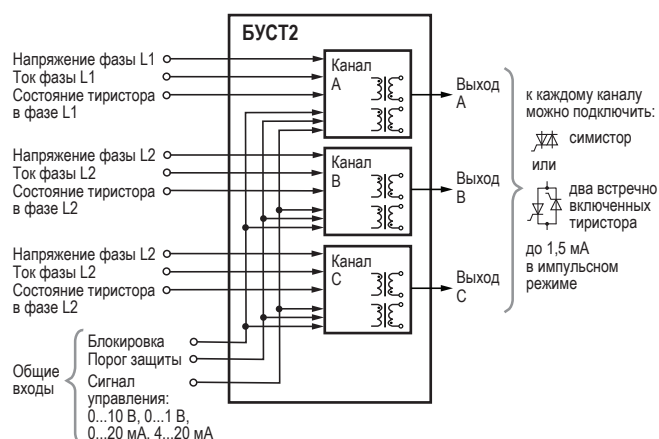 БУСТ2
Напряжение фазы L1
Ток фазы L1
Состояние тиристора
в фазе L1
Канал
A
Выход
A
Напряжение фазы L2
Ток фазы L2
Состояние тиристора
в фазе L2
Канал
B
Выход
B
Напряжение фазы L2
Ток фазы L2
Состояние тиристора
в фазе L2
Канал
C
Выход
C
Общие
входы
Блокировка
Порог защиты
Сигнал
управления:
0...10 В, 0...1 В,
0...20 мА, 4...20 мА
к каждому каналу
можно подключить:
симистор
или
два встречно
включенных
тиристора
до 1,5 мА
в импульсном
режиме